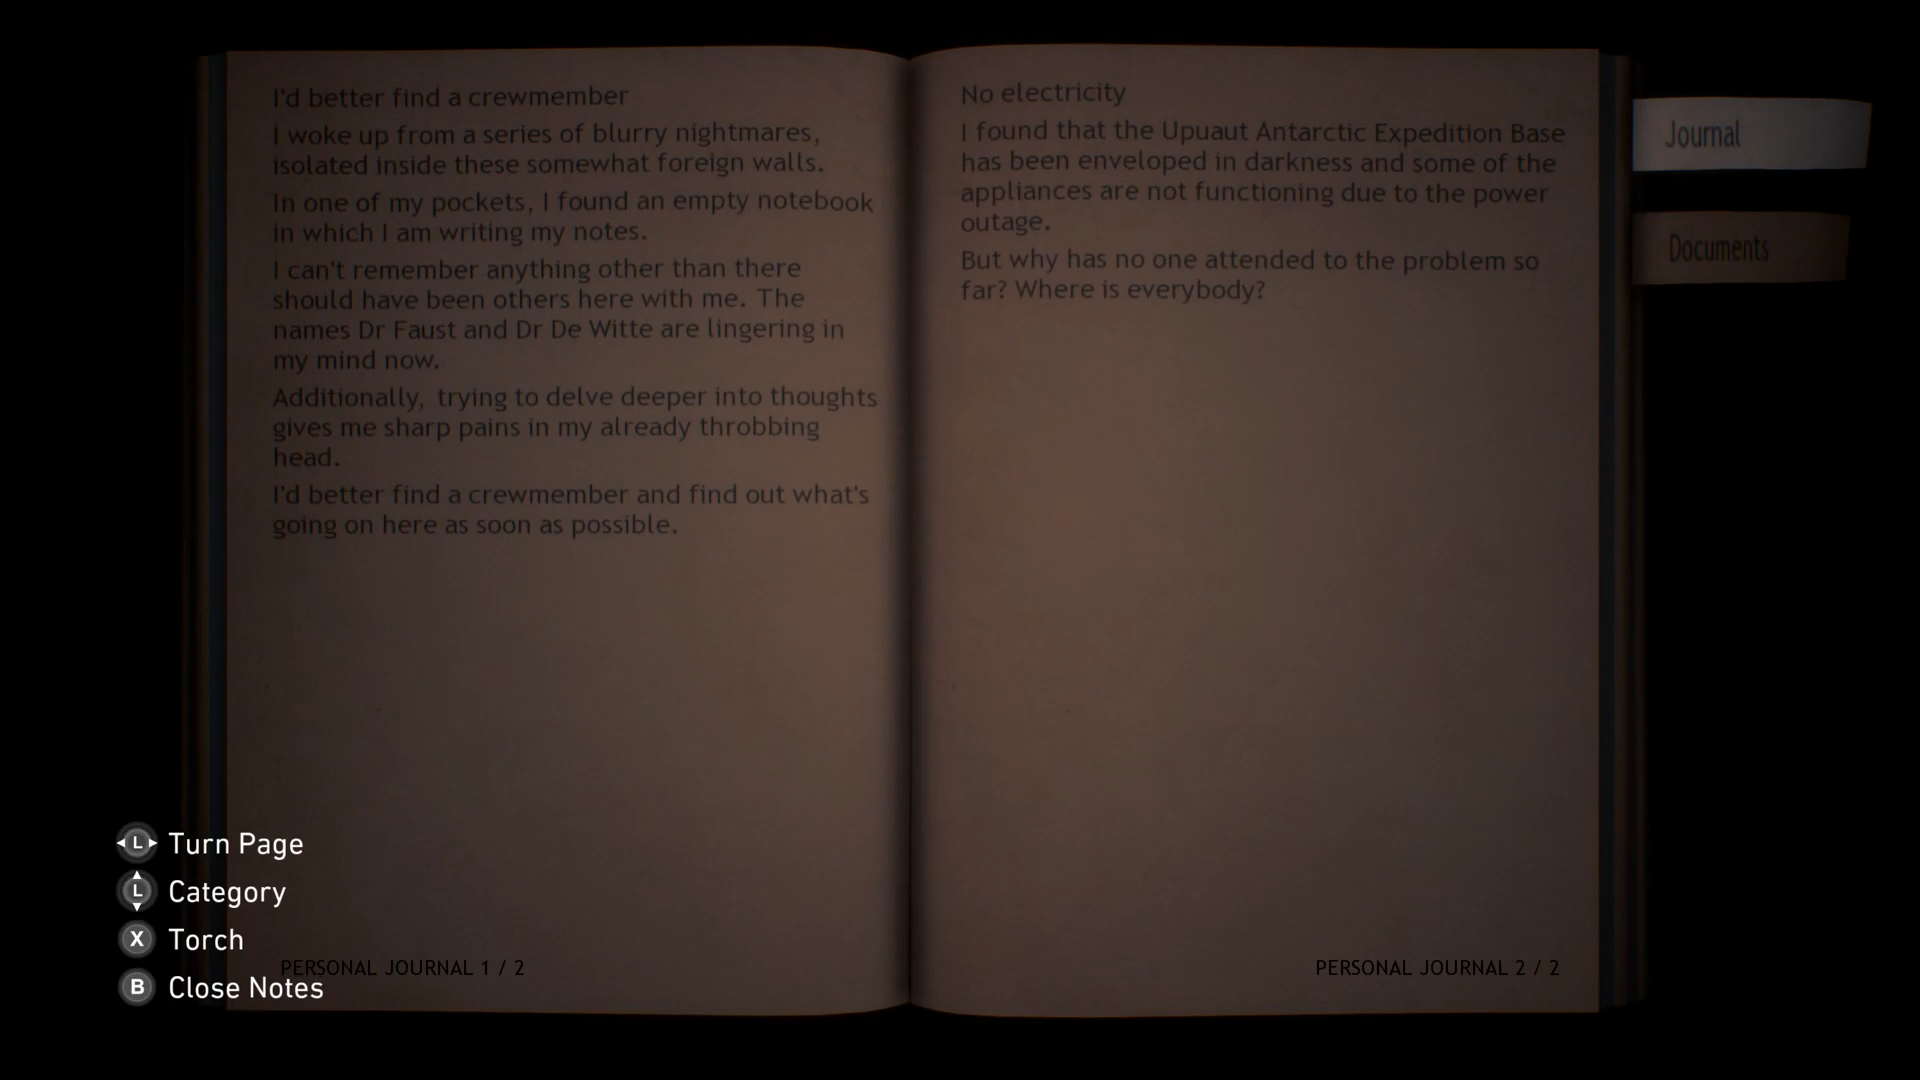 I'd better find a crewmember
I woke up from a series of blurry nightmares,
isolated inside these somewhat foreign walls.
In one of my pockets, I found an empty notebook
in which I am writing my notes.
I can't remember anything other than there
should have been others here with me. The
names Dr Faust and Dr De Witte are lingering in
my mind now.
Additionally, trying to delve deeper into thoughts
gives me sharp pains in my already throbbing
head.
I'd better find a crewmember and find out what's
going on here as soon as possible.
PERSONAL JOURNAL 1 / 2
No electricity
I found that the Upuaut Antarctic Expedition Base
has been enveloped in darkness and some of the
appliances are not functioning due to the power
outage.
But why has no one attended to the problem so
far? Where is everybody?
PERSONAL JOURNAL 2 / 2
Journal
Documents
L Turn Page
L Category
X Torch
B Close Notes